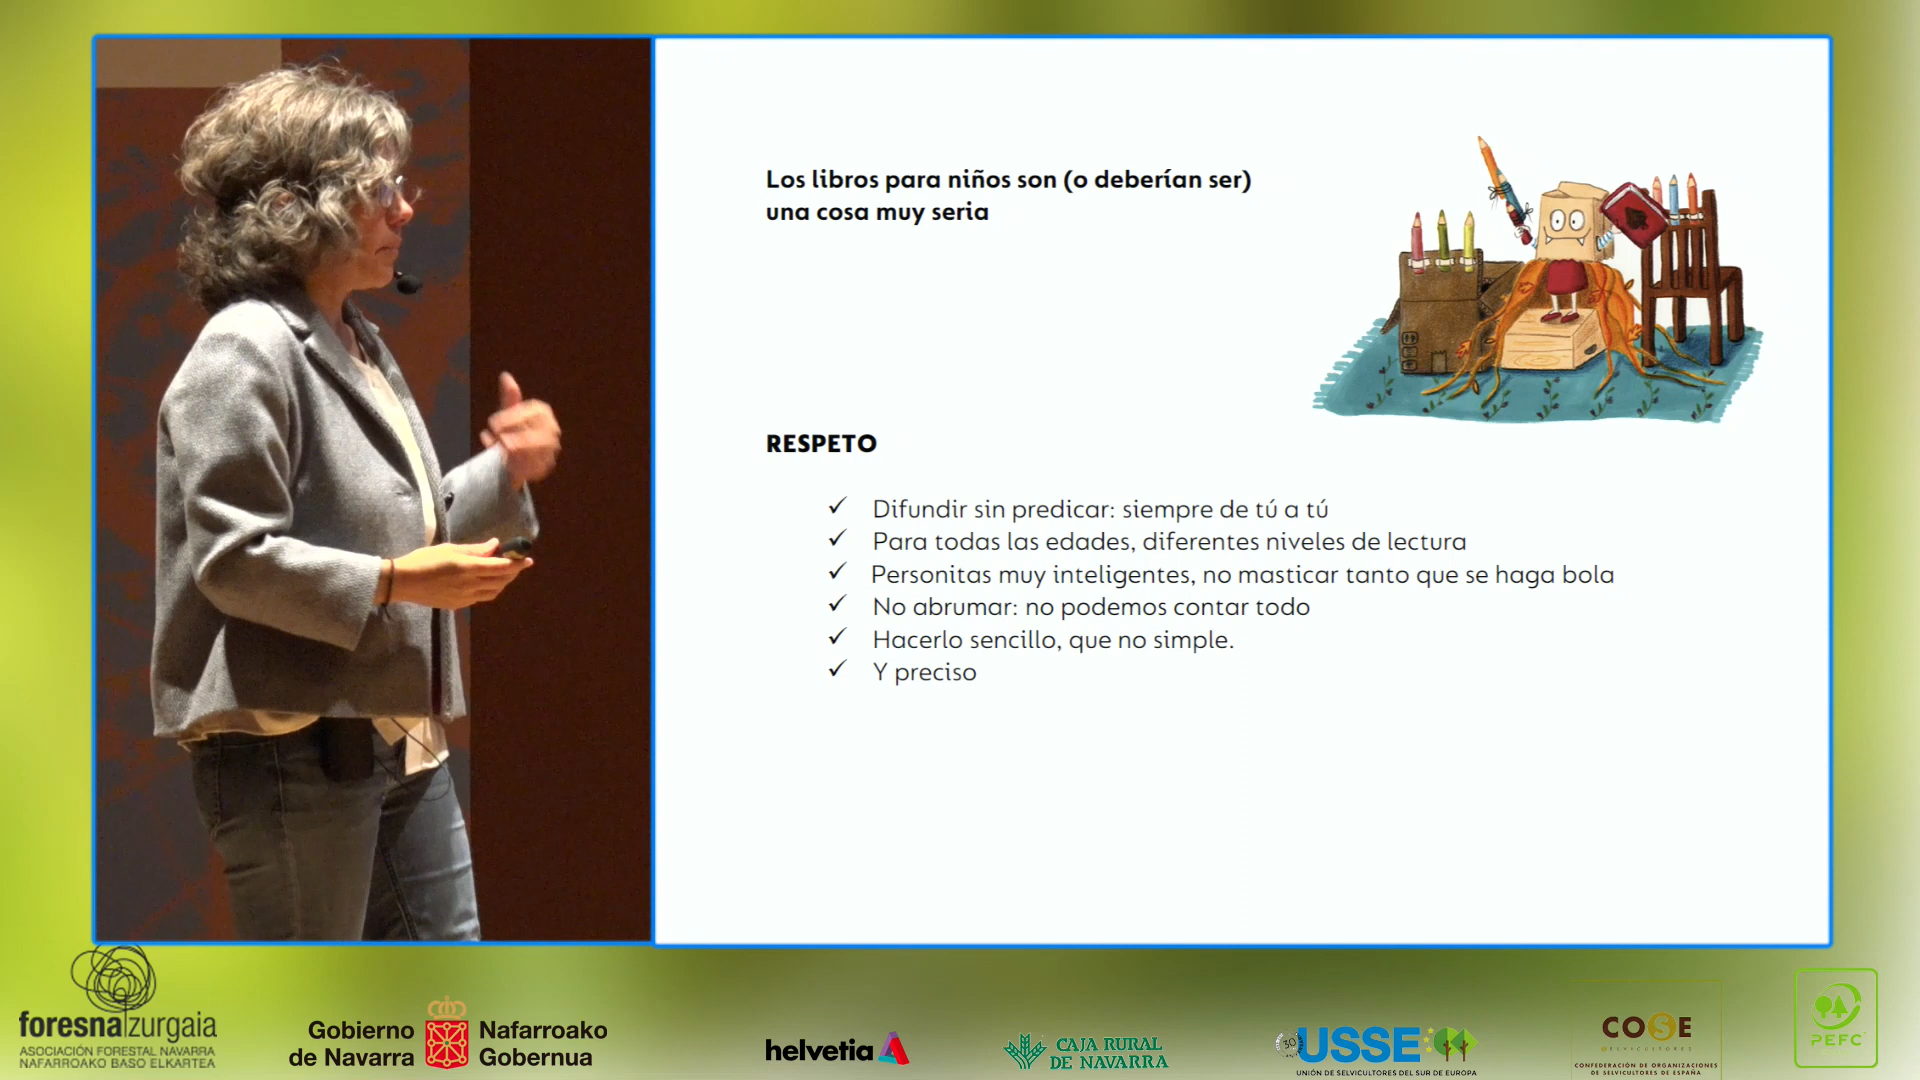 Los libros para niños son (o deberían ser)
una cosa muy seria
RESPETO
✓ Difundir sin predicar: siempre de tú a tú
✓ Para todas las edades, diferentes niveles de lectura
✓ Personitas muy inteligentes, no masticar tanto que se haga bola
✓ No abrumar: no podemos contar todo
✓ Hacerlo sencillo, que no simple.
✓ Y preciso
foresna|zurgaia
ASOCIACIÓN FORESTAL NAVARRA
NAFARROAKO BASO ELKARTEA
Gobierno
de Navarra
Nafarroako
Gobernua
helvetia
CAJA RURAL
DE NAVARRA
30
USSE
UNIÓN DE SELVICULTORES DEL SUR DE EUROPA
COSE
CONFEDERACIÓN DE ORGANIZACIONES
DE SELVICULTORES DE ESPAÑA
PEFC